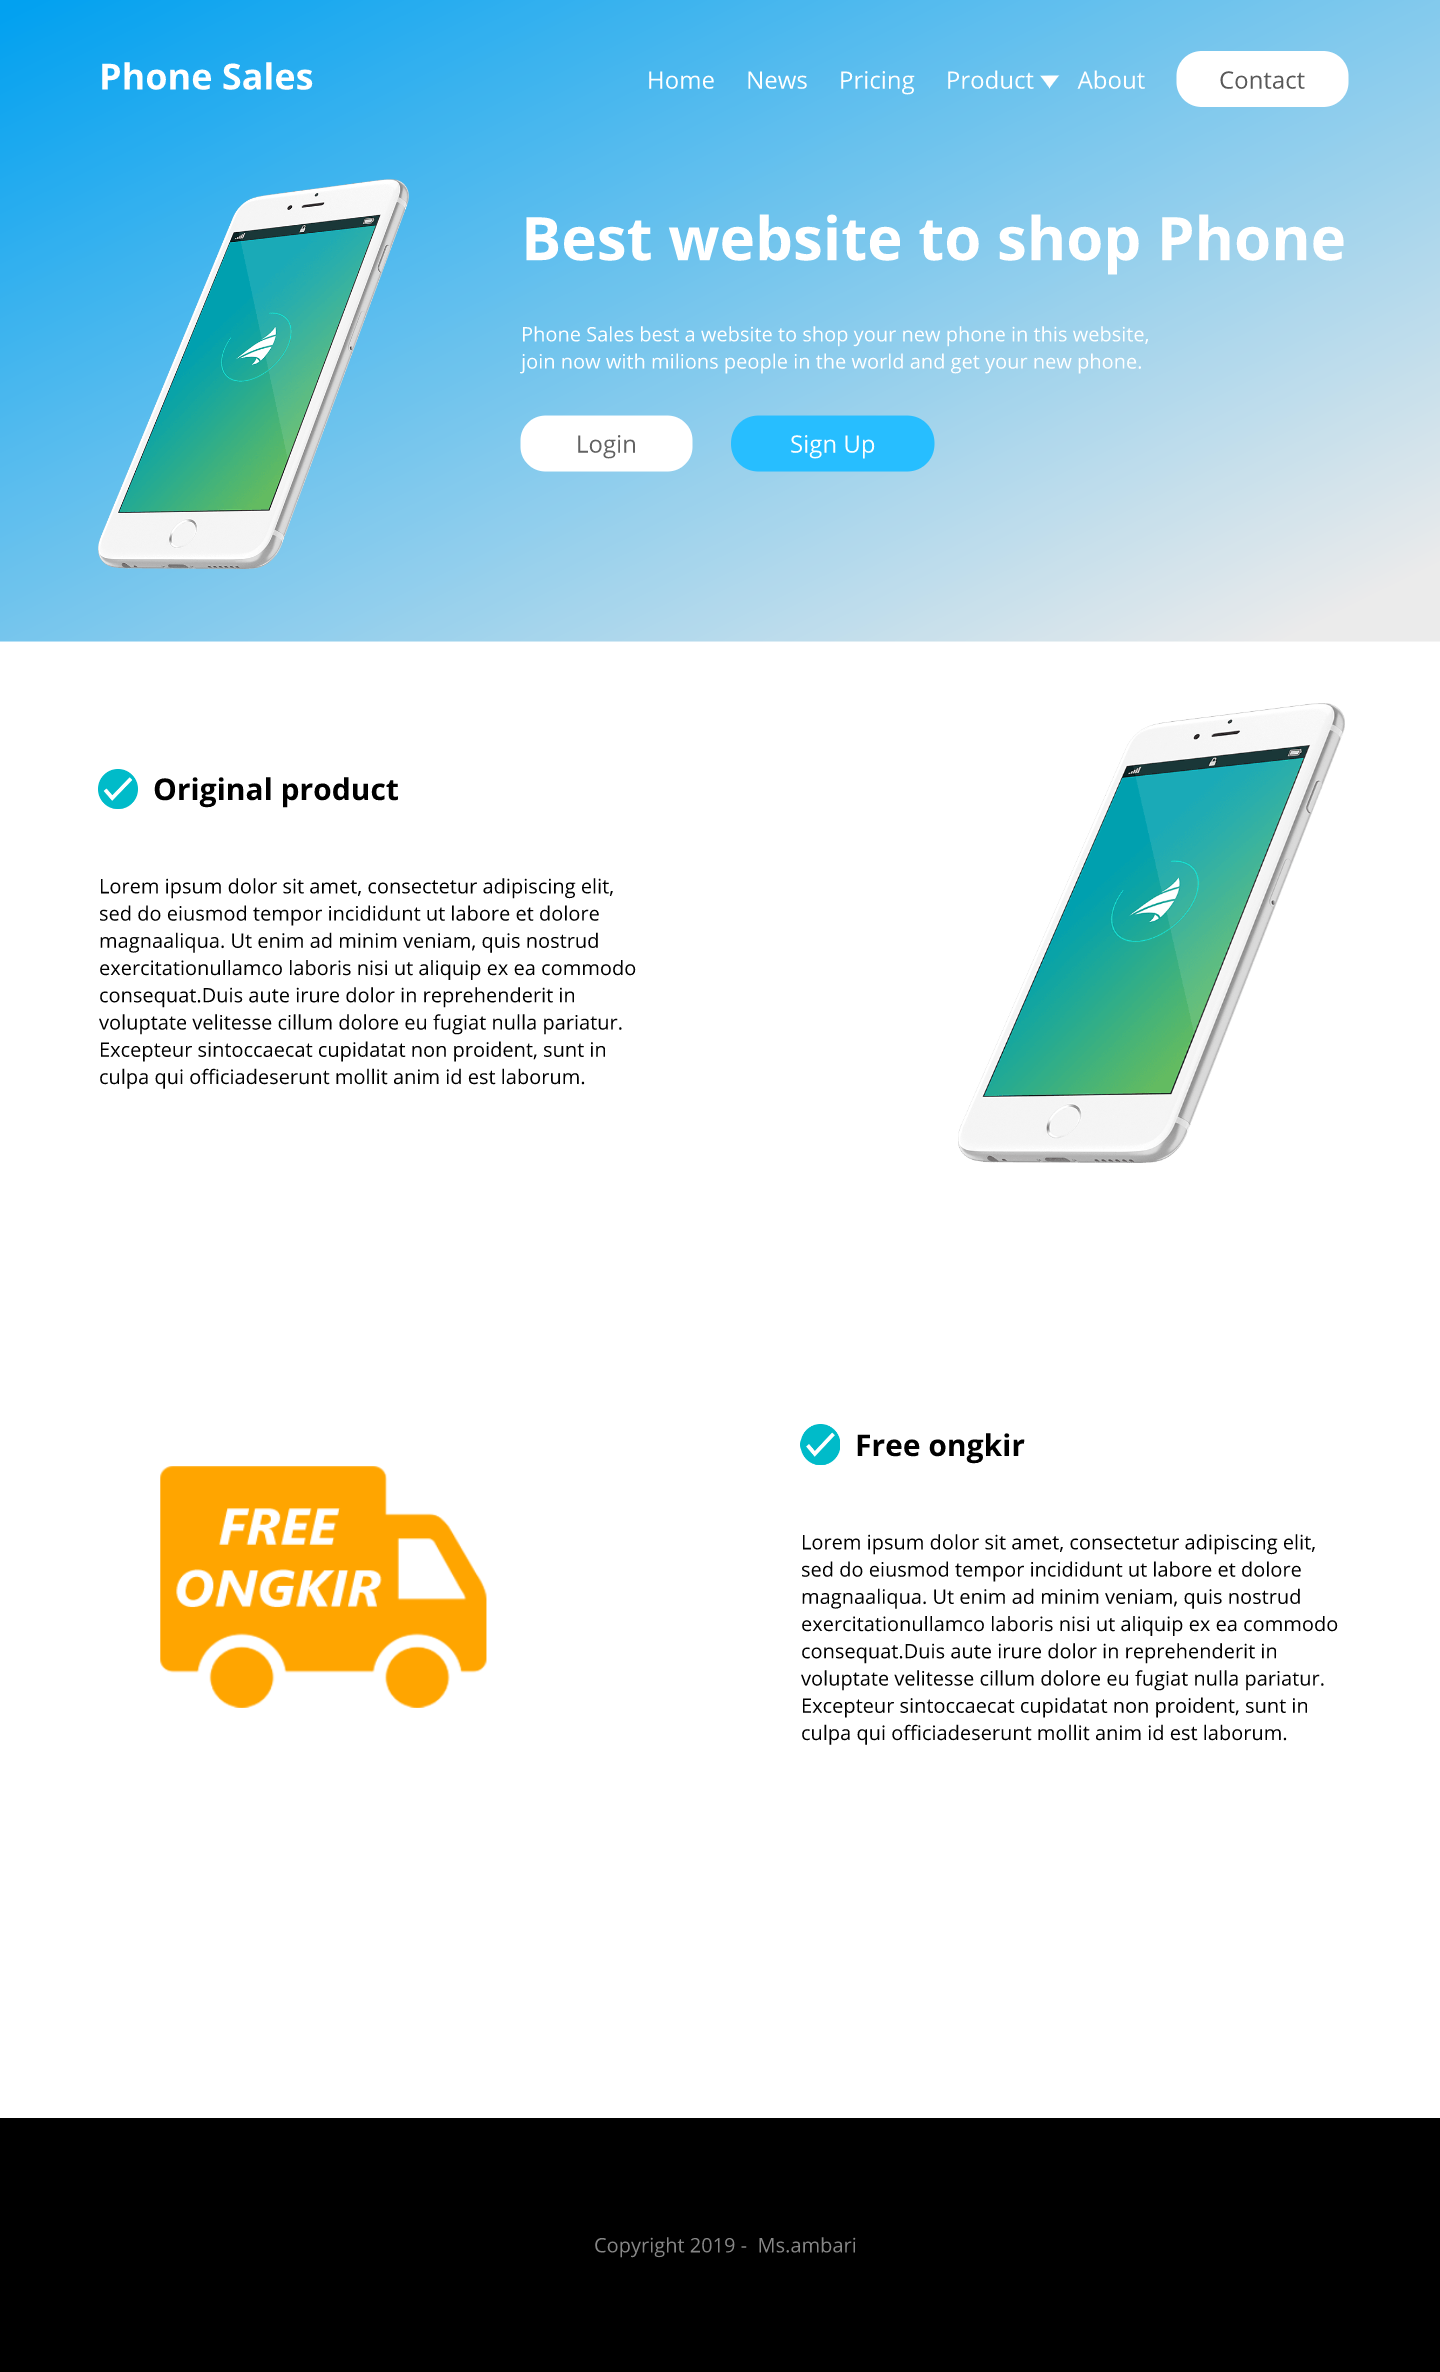 Phone Sales
Home News Pricing Product About Contact
Best website to shop Phone
Phone Sales best a website to shop your new phone in this website,
join now with milions people in the world and get your new phone.
Login Sign Up
Original product
Lorem ipsum dolor sit amet, consectetur adipiscing elit,
sed do eiusmod tempor incididunt ut labore et dolore
magnaaliqua. Ut enim ad minim veniam, quis nostrud
exercitationullamco laboris nisi ut aliquip ex ea commodo
consequat.Duis aute irure dolor in reprehenderit in
voluptate velitesse cillum dolore eu fugiat nulla pariatur.
Excepteur sintoccaecat cupidatat non proident, sunt in
culpa qui officiadeserunt mollit anim id est laborum.
FREE
ONGKIR
Free ongkir
Lorem ipsum dolor sit amet, consectetur adipiscing elit,
sed do eiusmod tempor incididunt ut labore et dolore
magnaaliqua. Ut enim ad minim veniam, quis nostrud
exercitationullamco laboris nisi ut aliquip ex ea commodo
consequat.Duis aute irure dolor in reprehenderit in
voluptate velitesse cillum dolore eu fugiat nulla pariatur.
Excepteur sintoccaecat cupidatat non proident, sunt in
culpa qui officiadeserunt mollit anim id est laborum.
Copyright 2019 -  Ms.ambari